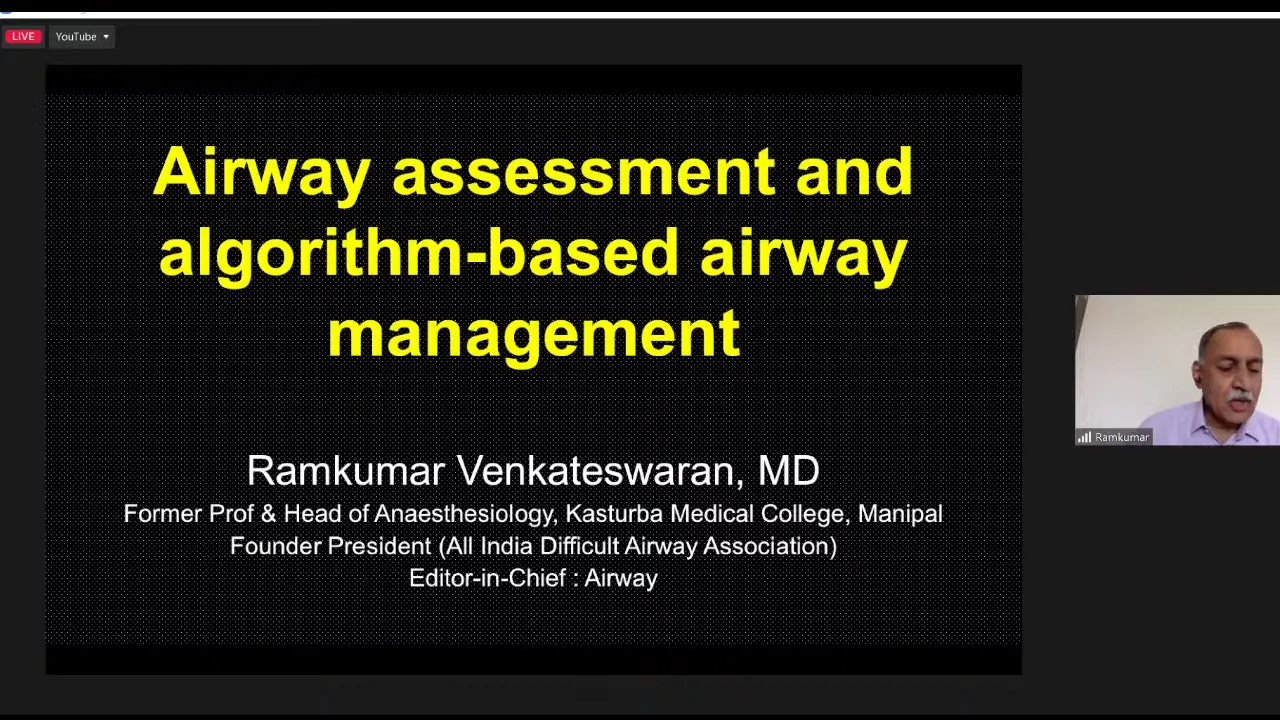 LIVE
YouTube
Airway assessment and
algorithm-based airway
management
Ramkumar Venkateswaran, MD
Former Prof & Head of Anaesthesiology, Kasturba Medical College, Manipal
Founder President (All India Difficult Airway Association)
Editor-in-Chief : Airway
Ramkumar